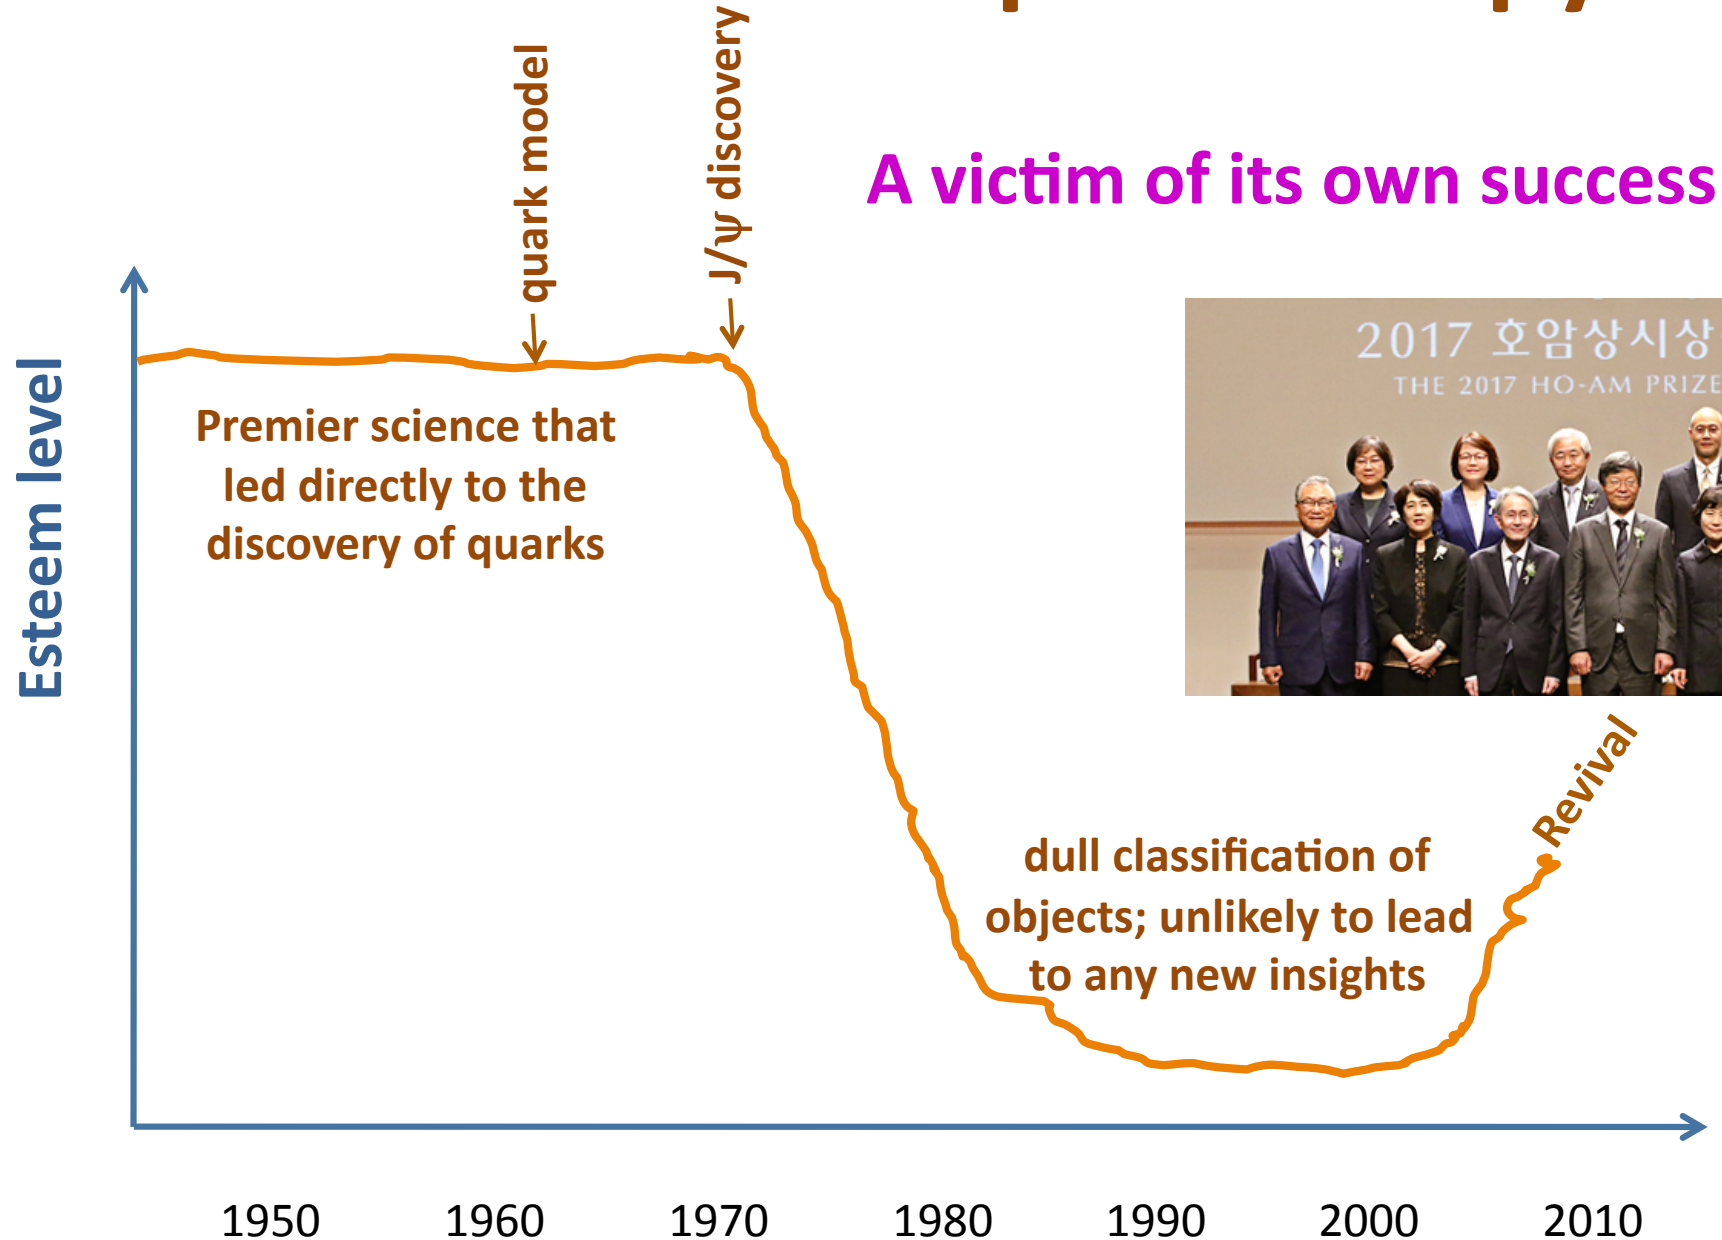 quark model
J/ψ discovery
A victim of its own success
2017 호암상시상
THE 2017 HO-AM PRIZE
Esteem level
Premier science that
led directly to the
discovery of quarks
Revival
dull classification of
objects; unlikely to lead
to any new insights
1950 1960 1970 1980 1990 2000 2010